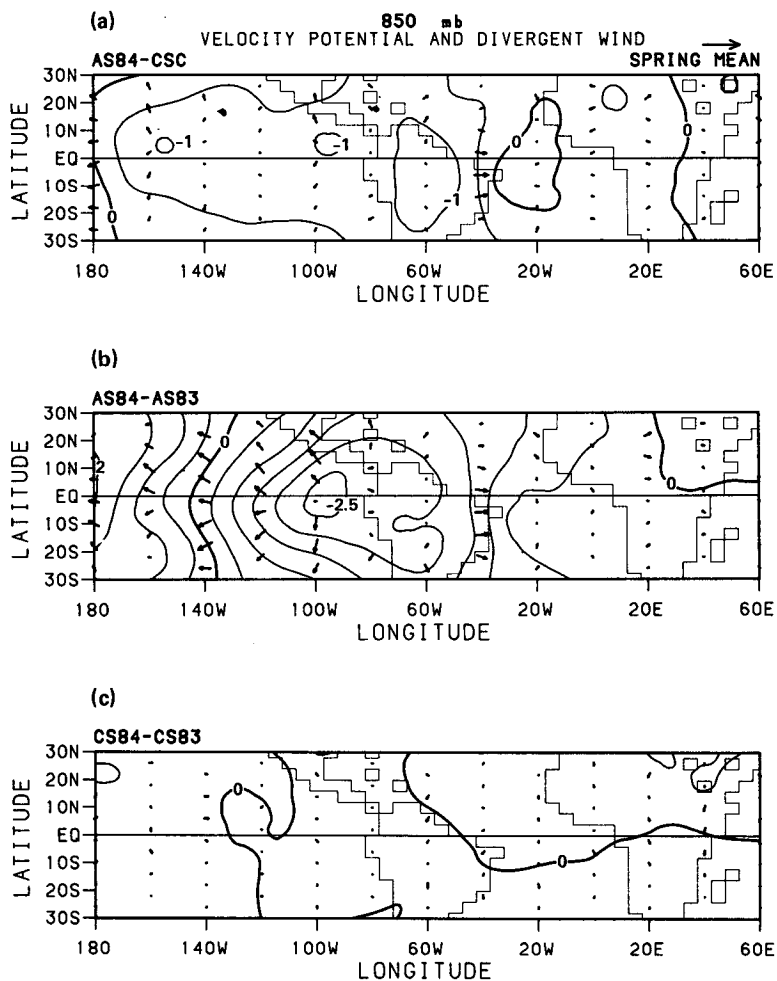 (a)
850 mb
VELOCITY POTENTIAL AND DIVERGENT WIND
AS84-CSC
SPRING MEAN
30N
20N
10N
EQ
10S
20S
30S
LATITUDE
0
-1
-1
-1
0
0
180
140W
100W
60W
20W
20E
60E
LONGITUDE
(b)
AS84-AS83
30N
20N
10N
EQ
10S
20S
30S
LATITUDE
2
0
-2.5
0
180
140W
100W
60W
20W
20E
60E
LONGITUDE
(c)
CS84-CS83
30N
20N
10N
EQ
10S
20S
30S
LATITUDE
0
0
180
140W
100W
60W
20W
20E
60E
LONGITUDE